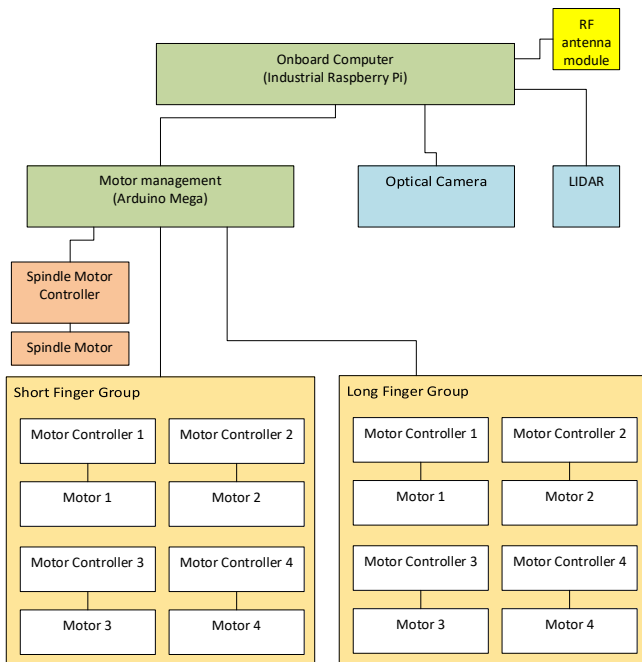 RF
antenna
module
Onboard Computer
(Industrial Raspberry Pi)
Motor management
(Arduino Mega)
Optical Camera
LIDAR
Spindle Motor
Controller
Spindle Motor
Short Finger Group
Motor Controller 1
Motor Controller 2
Motor 1
Motor 2
Motor Controller 3
Motor Controller 4
Motor 3
Motor 4
Long Finger Group
Motor Controller 1
Motor Controller 2
Motor 1
Motor 2
Motor Controller 3
Motor Controller 4
Motor 3
Motor 4